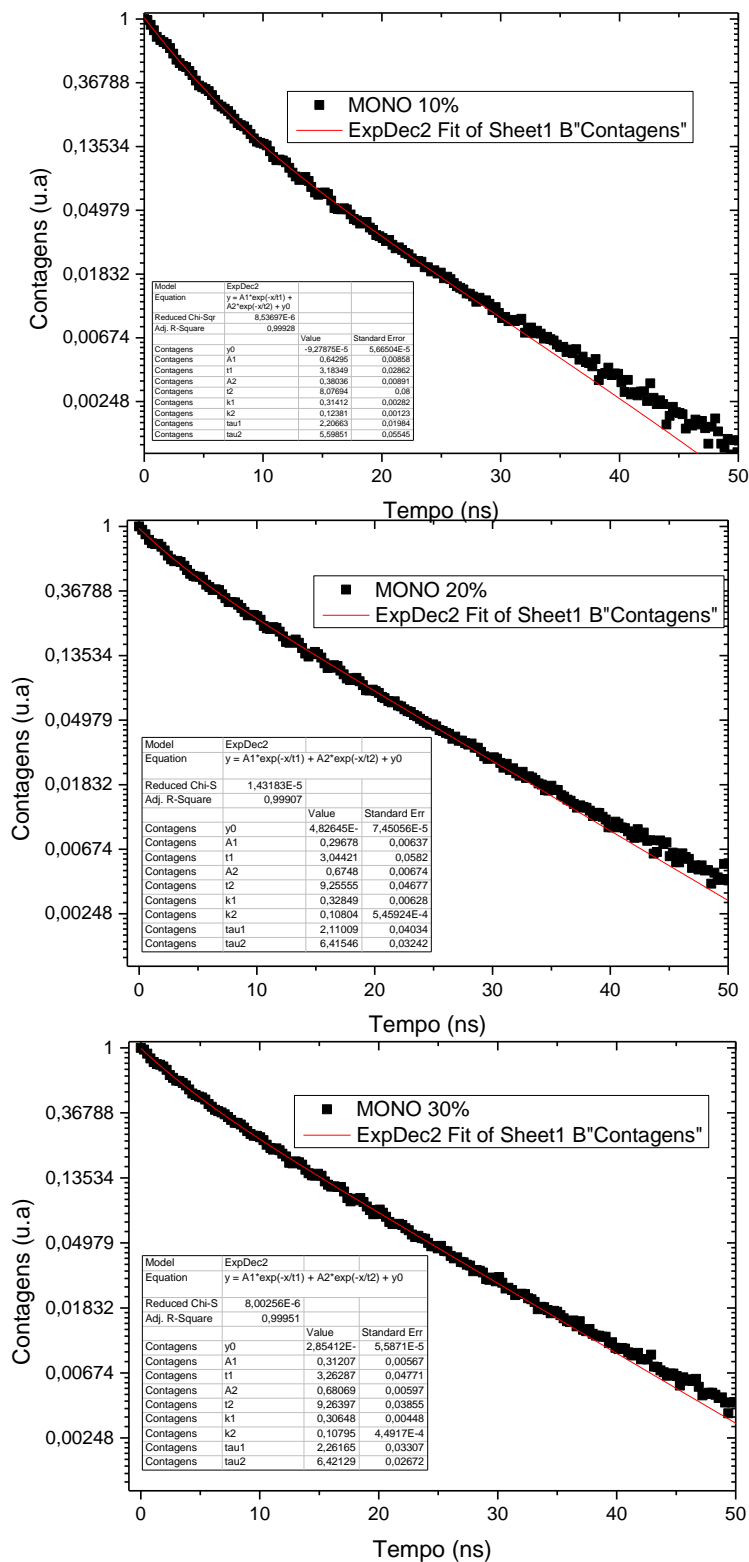 1
0,36788
0,13534
0,04979
0,01832
0,00674
0,00248
Contagens (u.a)
MONO 10%
ExpDec2 Fit of Sheet1 B"Contagens"
Model ExpDec2
Equation y = A1*exp(-x/t1) +
A2*exp(-x/t2) + y0
Reduced Chi-Sqr 8,53697E-6
Adj. R-Square 0,99928
Value Standard Error
Contagens y0 -9,27875E-5 5,66504E-5
Contagens A1 0,64295 0,00858
Contagens t1 3,18349 0,02862
Contagens A2 0,38036 0,00891
Contagens t2 8,07694 0,08
Contagens k1 0,31412 0,00282
Contagens k2 0,12381 0,00123
Contagens tau1 2,20663 0,01984
Contagens tau2 5,59851 0,05545
0 10 20 30 40 50
Tempo (ns)
1
0,36788
0,13534
0,04979
0,01832
0,00674
0,00248
Contagens (u.a)
MONO 20%
ExpDec2 Fit of Sheet1 B"Contagens"
Model ExpDec2
Equation y = A1*exp(-x/t1) + A2*exp(-x/t2) + y0
Reduced Chi-S 1,43183E-5
Adj. R-Square 0,99907
Value Standard Err
Contagens y0 4,82645E- 7,45056E-5
Contagens A1 0,29678 0,00637
Contagens t1 3,04421 0,0582
Contagens A2 0,6748 0,00674
Contagens t2 9,25555 0,04677
Contagens k1 0,32849 0,00628
Contagens k2 0,10804 5,45924E-4
Contagens tau1 2,11009 0,04034
Contagens tau2 6,41546 0,03242
0 10 20 30 40 50
Tempo (ns)
1
0,36788
0,13534
0,04979
0,01832
0,00674
0,00248
Contagens (u.a)
MONO 30%
ExpDec2 Fit of Sheet1 B"Contagens"
Model ExpDec2
Equation y = A1*exp(-x/t1) + A2*exp(-x/t2) + y0
Reduced Chi-S 8,00256E-6
Adj. R-Square 0,99951
Value Standard Err
Contagens y0 2,85412E- 5,5871E-5
Contagens A1 0,31207 0,00567
Contagens t1 3,26287 0,04771
Contagens A2 0,68069 0,00597
Contagens t2 9,26397 0,03855
Contagens k1 0,30648 0,00448
Contagens k2 0,10795 4,4917E-4
Contagens tau1 2,26165 0,03307
Contagens tau2 6,42129 0,02672
0 10 20 30 40 50
Tempo (ns)